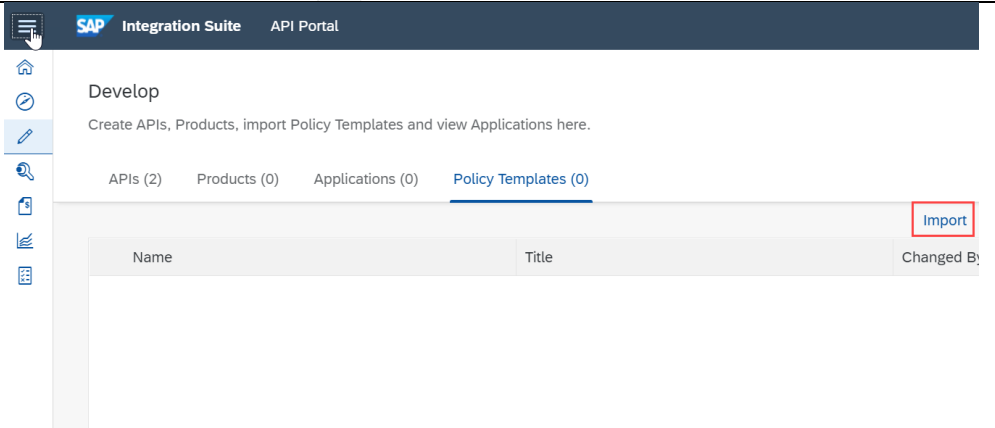 SAP Integration Suite API Portal
Develop
Create APIs, Products, import Policy Templates and view Applications here.
APIs (2) Products (0) Applications (0) Policy Templates (0)
Import
Name Title Changed By